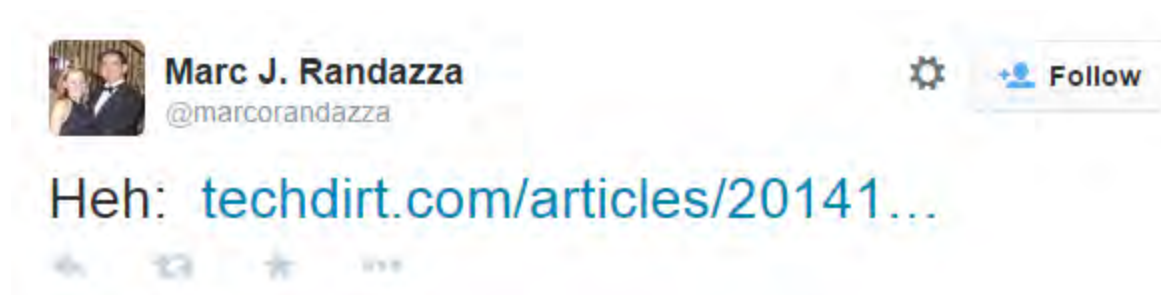 Marc J. Randazza
@marcorandazza
Follow
Heh: techdirt.com/articles/20141...